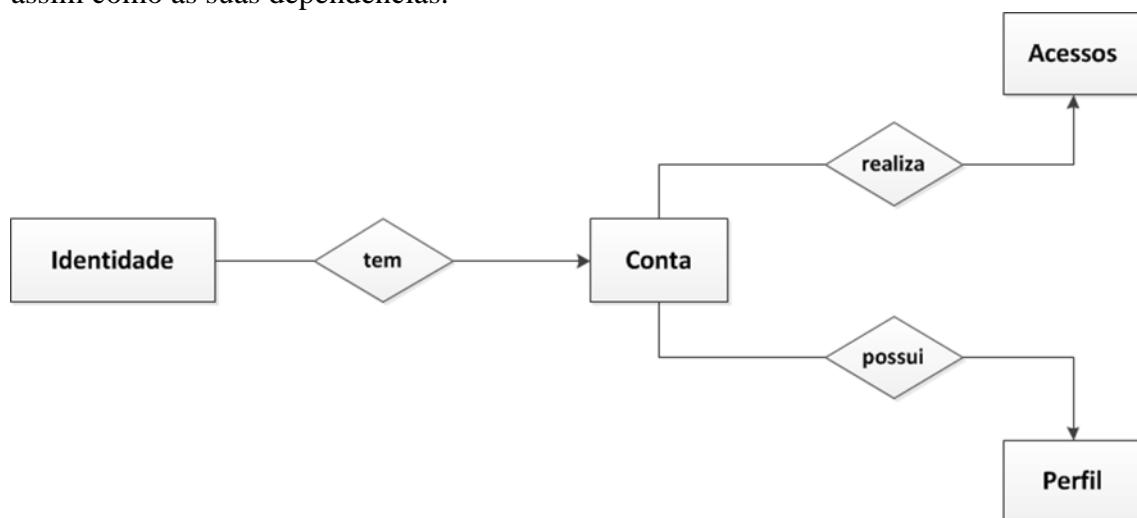 assim como as suas dependências.
Acessos
realiza
Identidade
tem
Conta
possui
Perfil